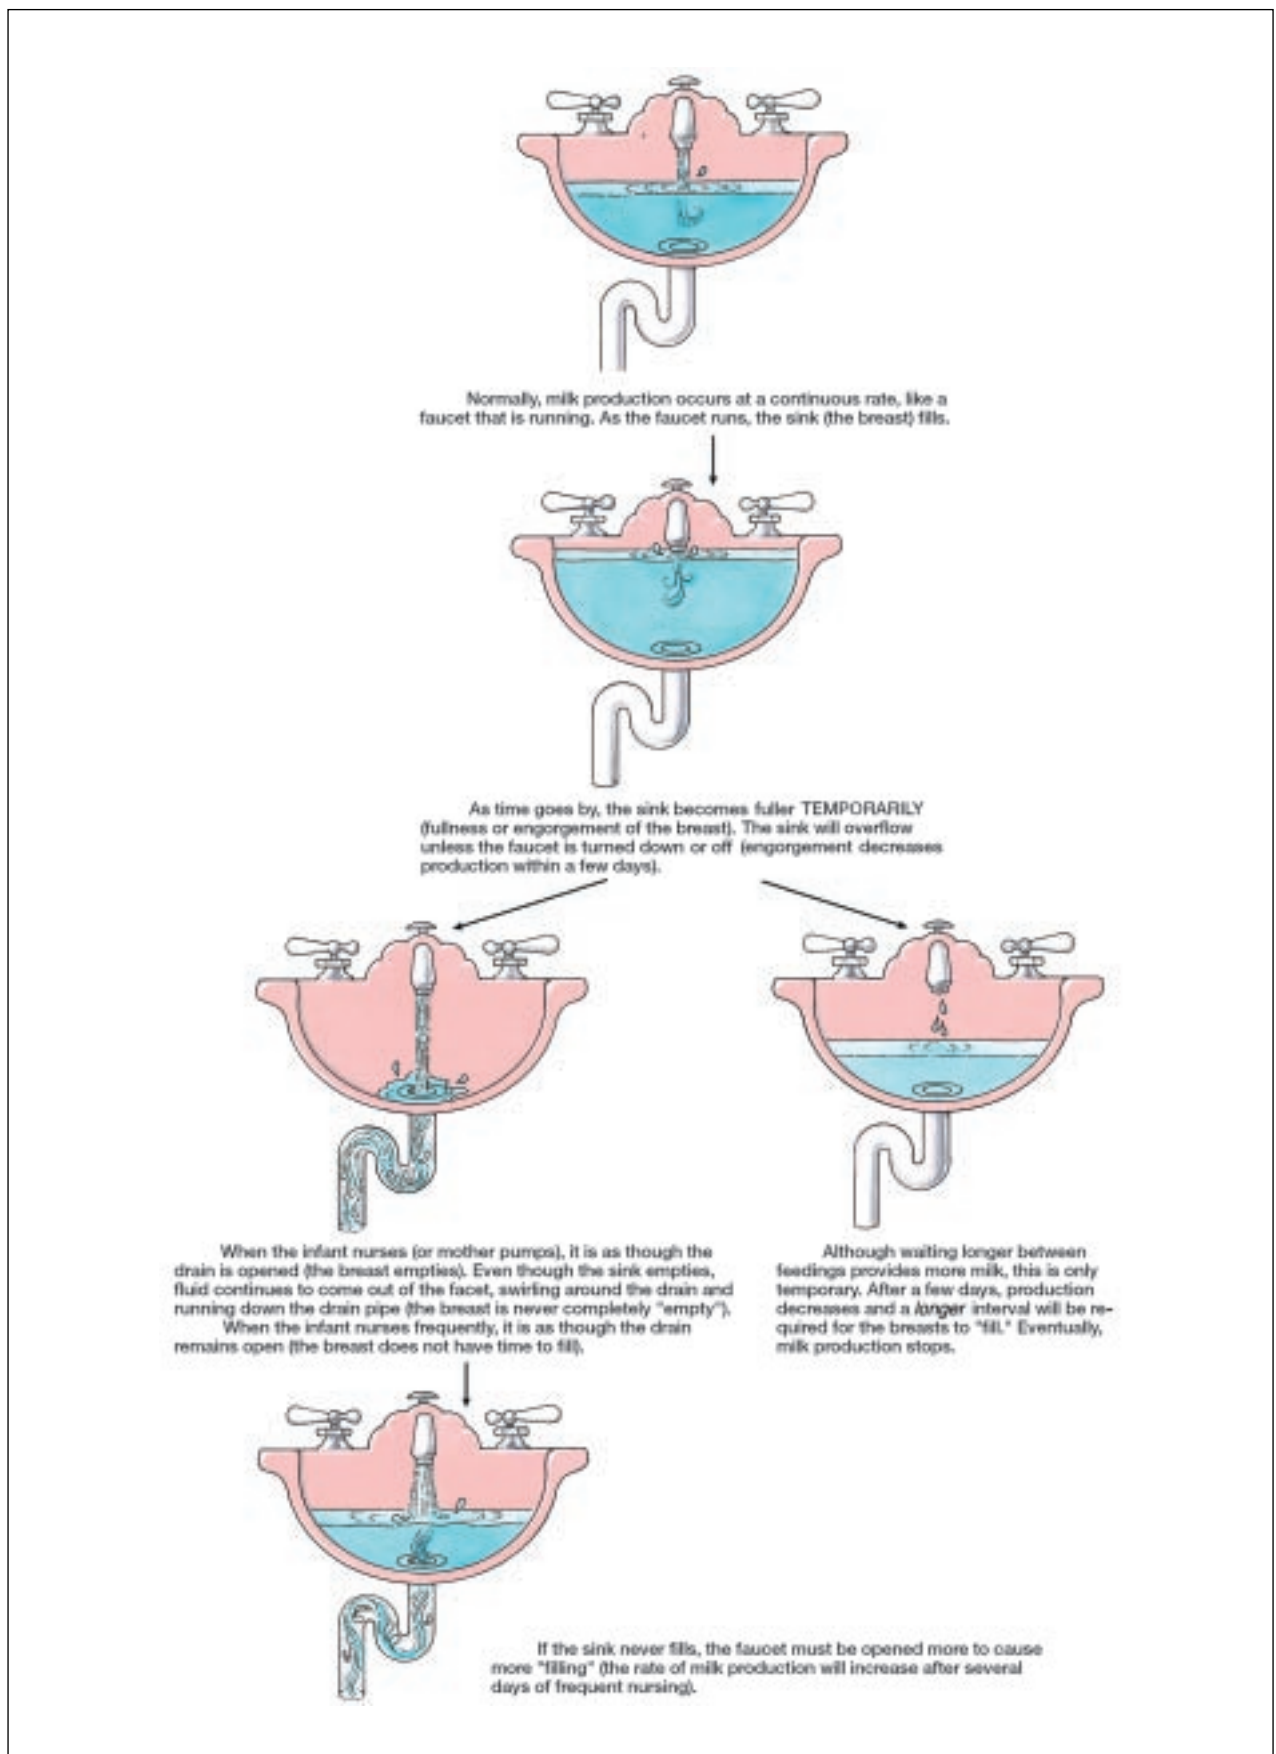 Normally, milk production occurs at a continuous rate, like a
faucet that is running. As the faucet runs, the sink (the breast) fills.
As time goes by, the sink becomes fuller TEMPORARILY
(fullness or engorgement of the breast). The sink will overflow
unless the faucet is turned down or off (engorgement decreases
production within a few days).
When the infant nurses (or mother pumps), it is as though the
drain is opened (the breast empties). Even though the sink empties,
fluid continues to come out of the facet, swirling around the drain and
running down the drain pipe (the breast is never completely "empty").
When the infant nurses frequently, it is as though the drain
remains open (the breast does not have time to fill).
Although waiting longer between
feedings provides more milk, this is only
temporary. After a few days, production
decreases and a longer interval will be re-
quired for the breasts to "fill." Eventually,
milk production stops.
If the sink never fills, the faucet must be opened more to cause
more "filling" (the rate of milk production will increase after several
days of frequent nursing).